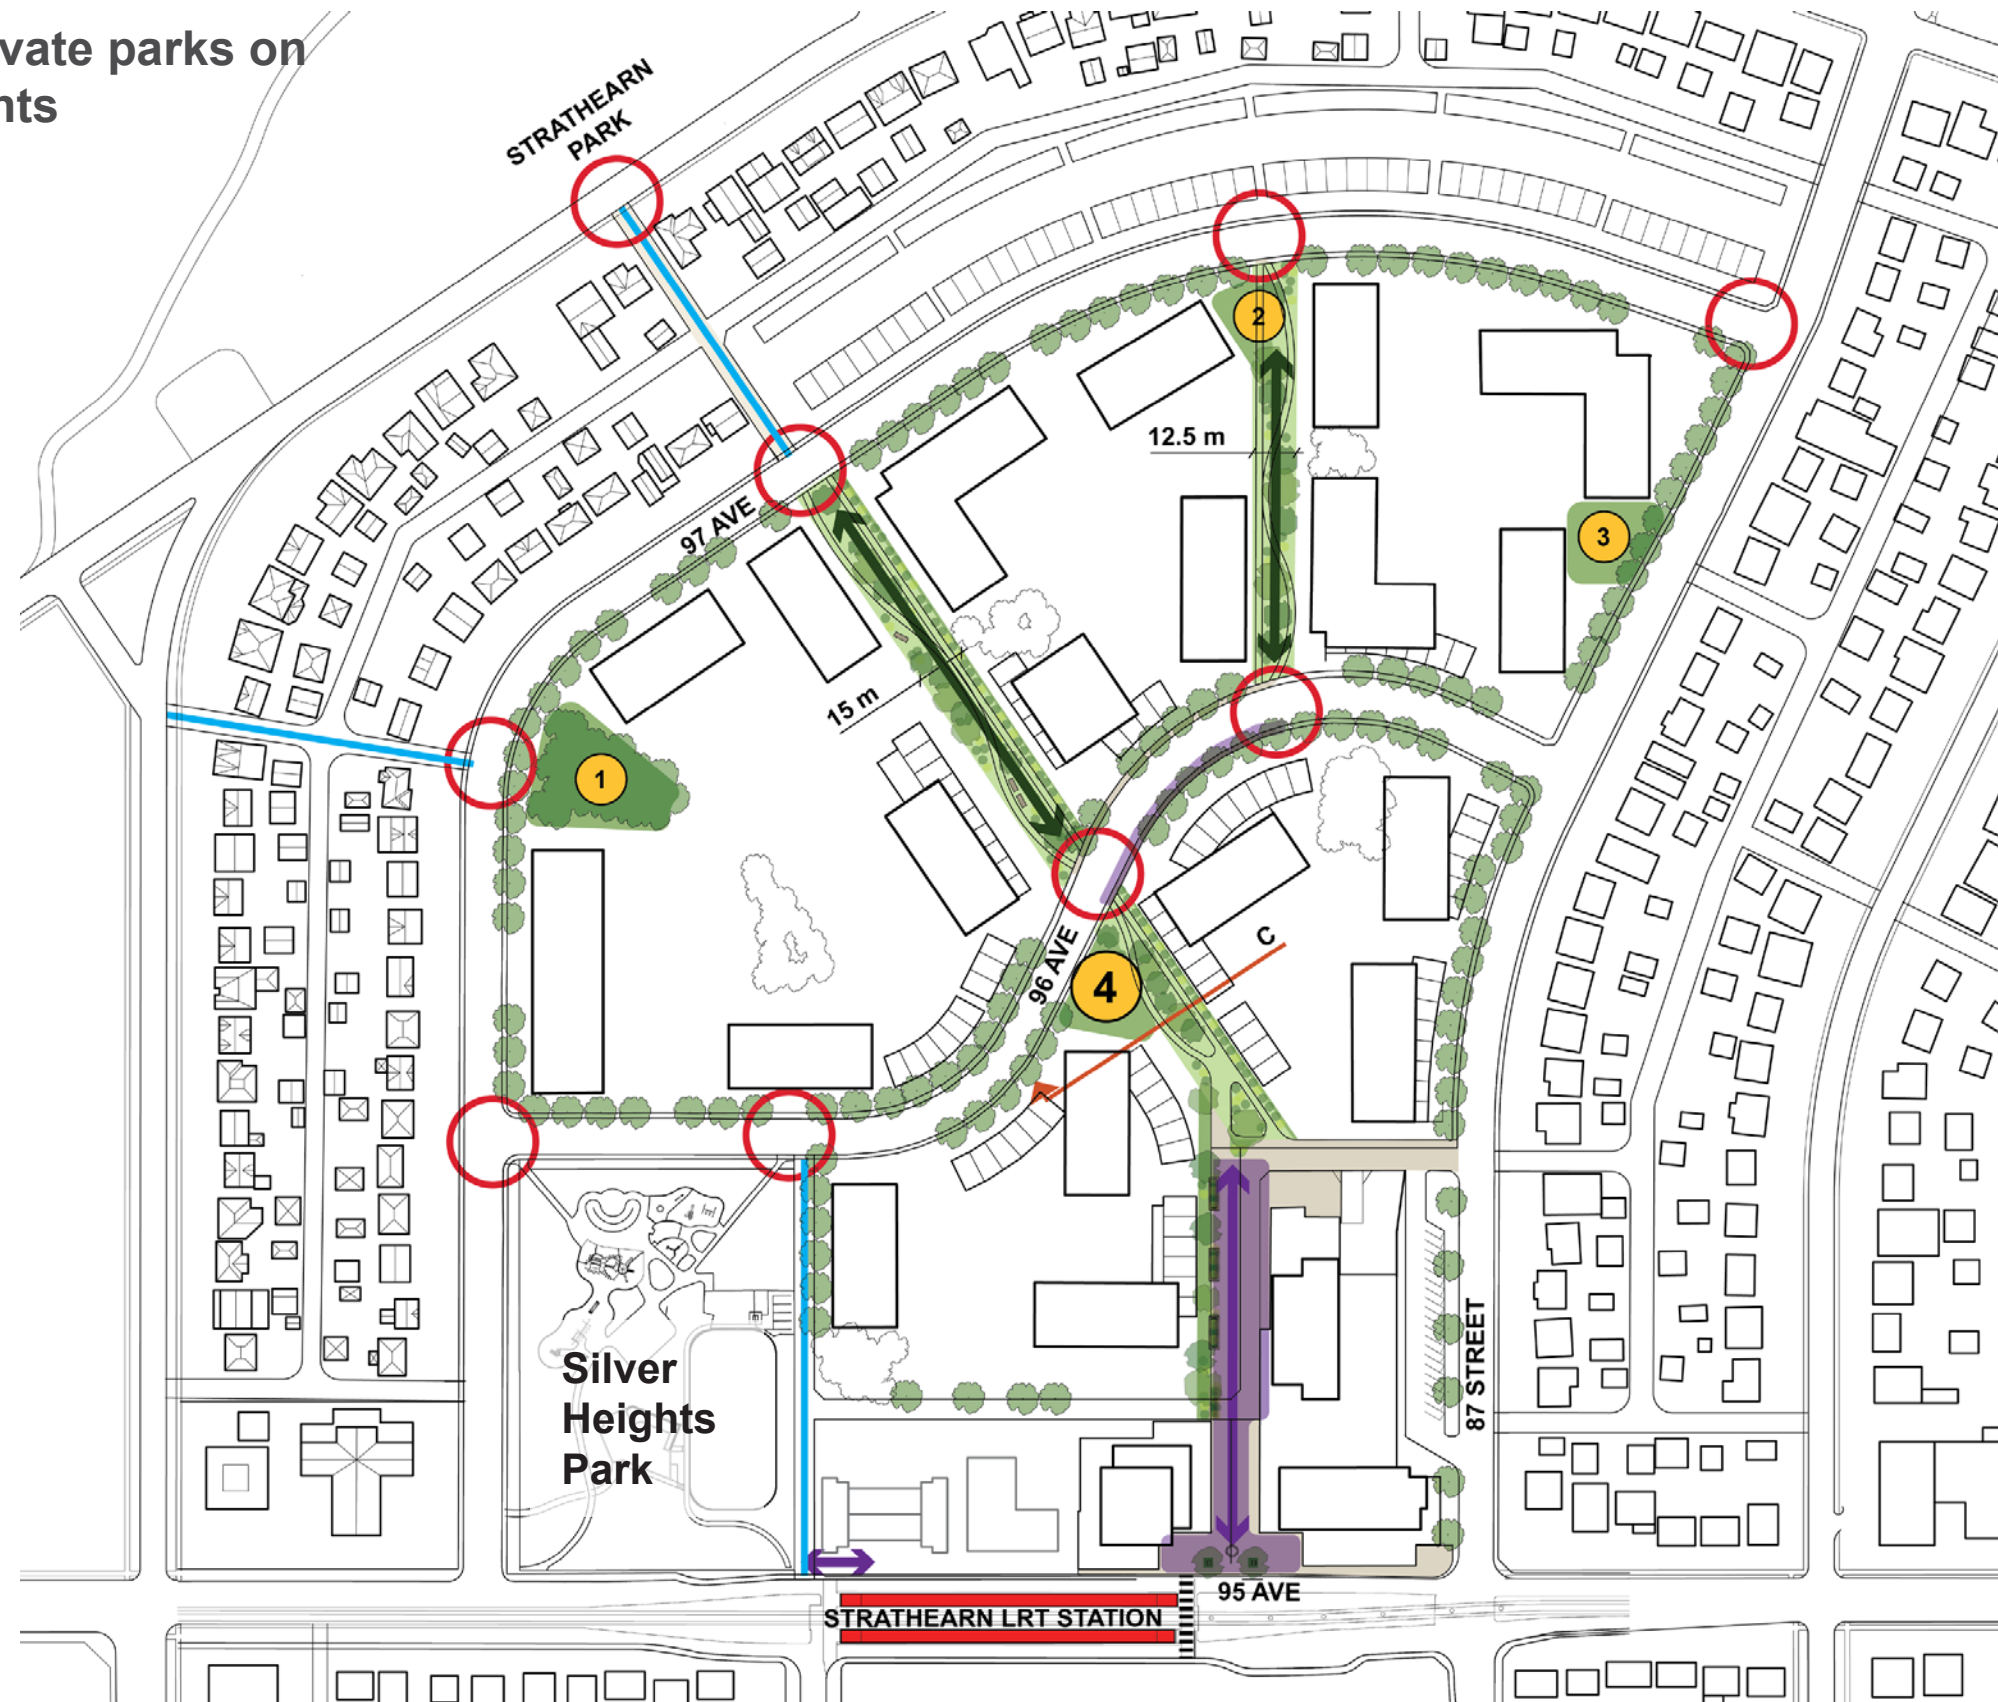 vate parks on
nts
STRATHEARN
PARK
2
12.5 m
97 AVE
3
15 m
1
C
96 AVE
4
Silver
Heights
Park
87 STREET
95 AVE
STRATHEARN LRT STATION